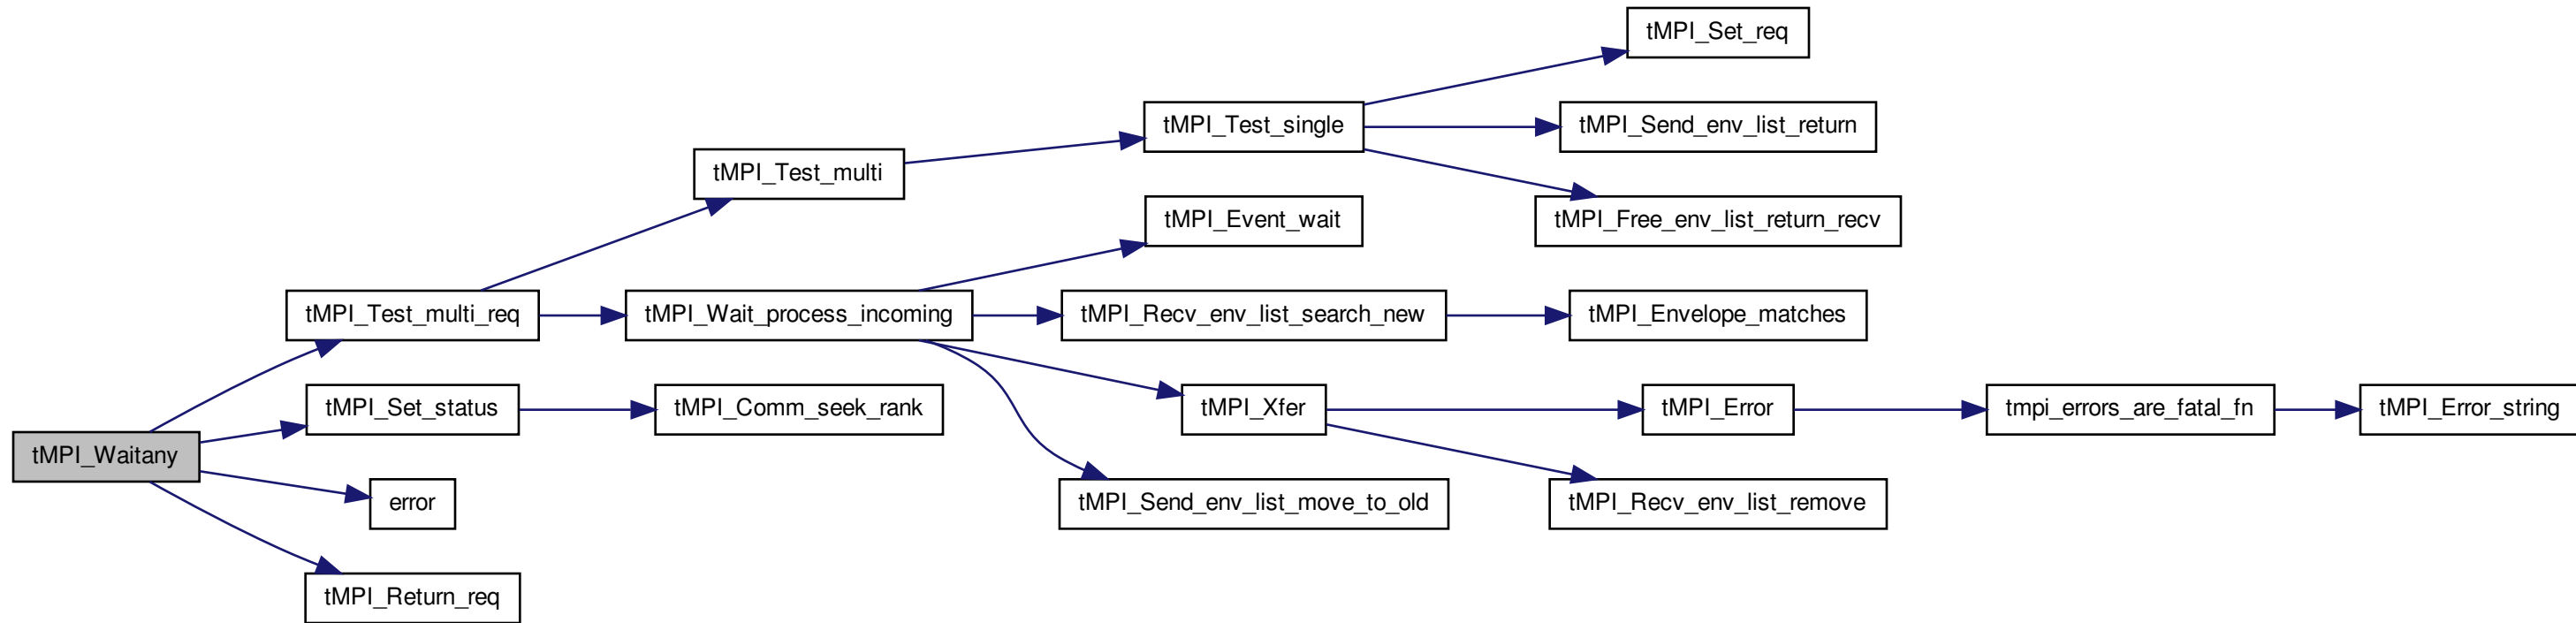 tMPI_Set_req
tMPI_Test_single
tMPI_Send_env_list_return
tMPI_Test_multi
tMPI_Event_wait
tMPI_Free_env_list_return_recv
tMPI_Test_multi_req
tMPI_Wait_process_incoming
tMPI_Recv_env_list_search_new
tMPI_Envelope_matches
tMPI_Set_status
tMPI_Comm_seek_rank
tMPI_Xfer
tMPI_Error
tmpi_errors_are_fatal_fn
tMPI_Error_string
tMPI_Waitany
error
tMPI_Send_env_list_move_to_old
tMPI_Recv_env_list_remove
tMPI_Return_req